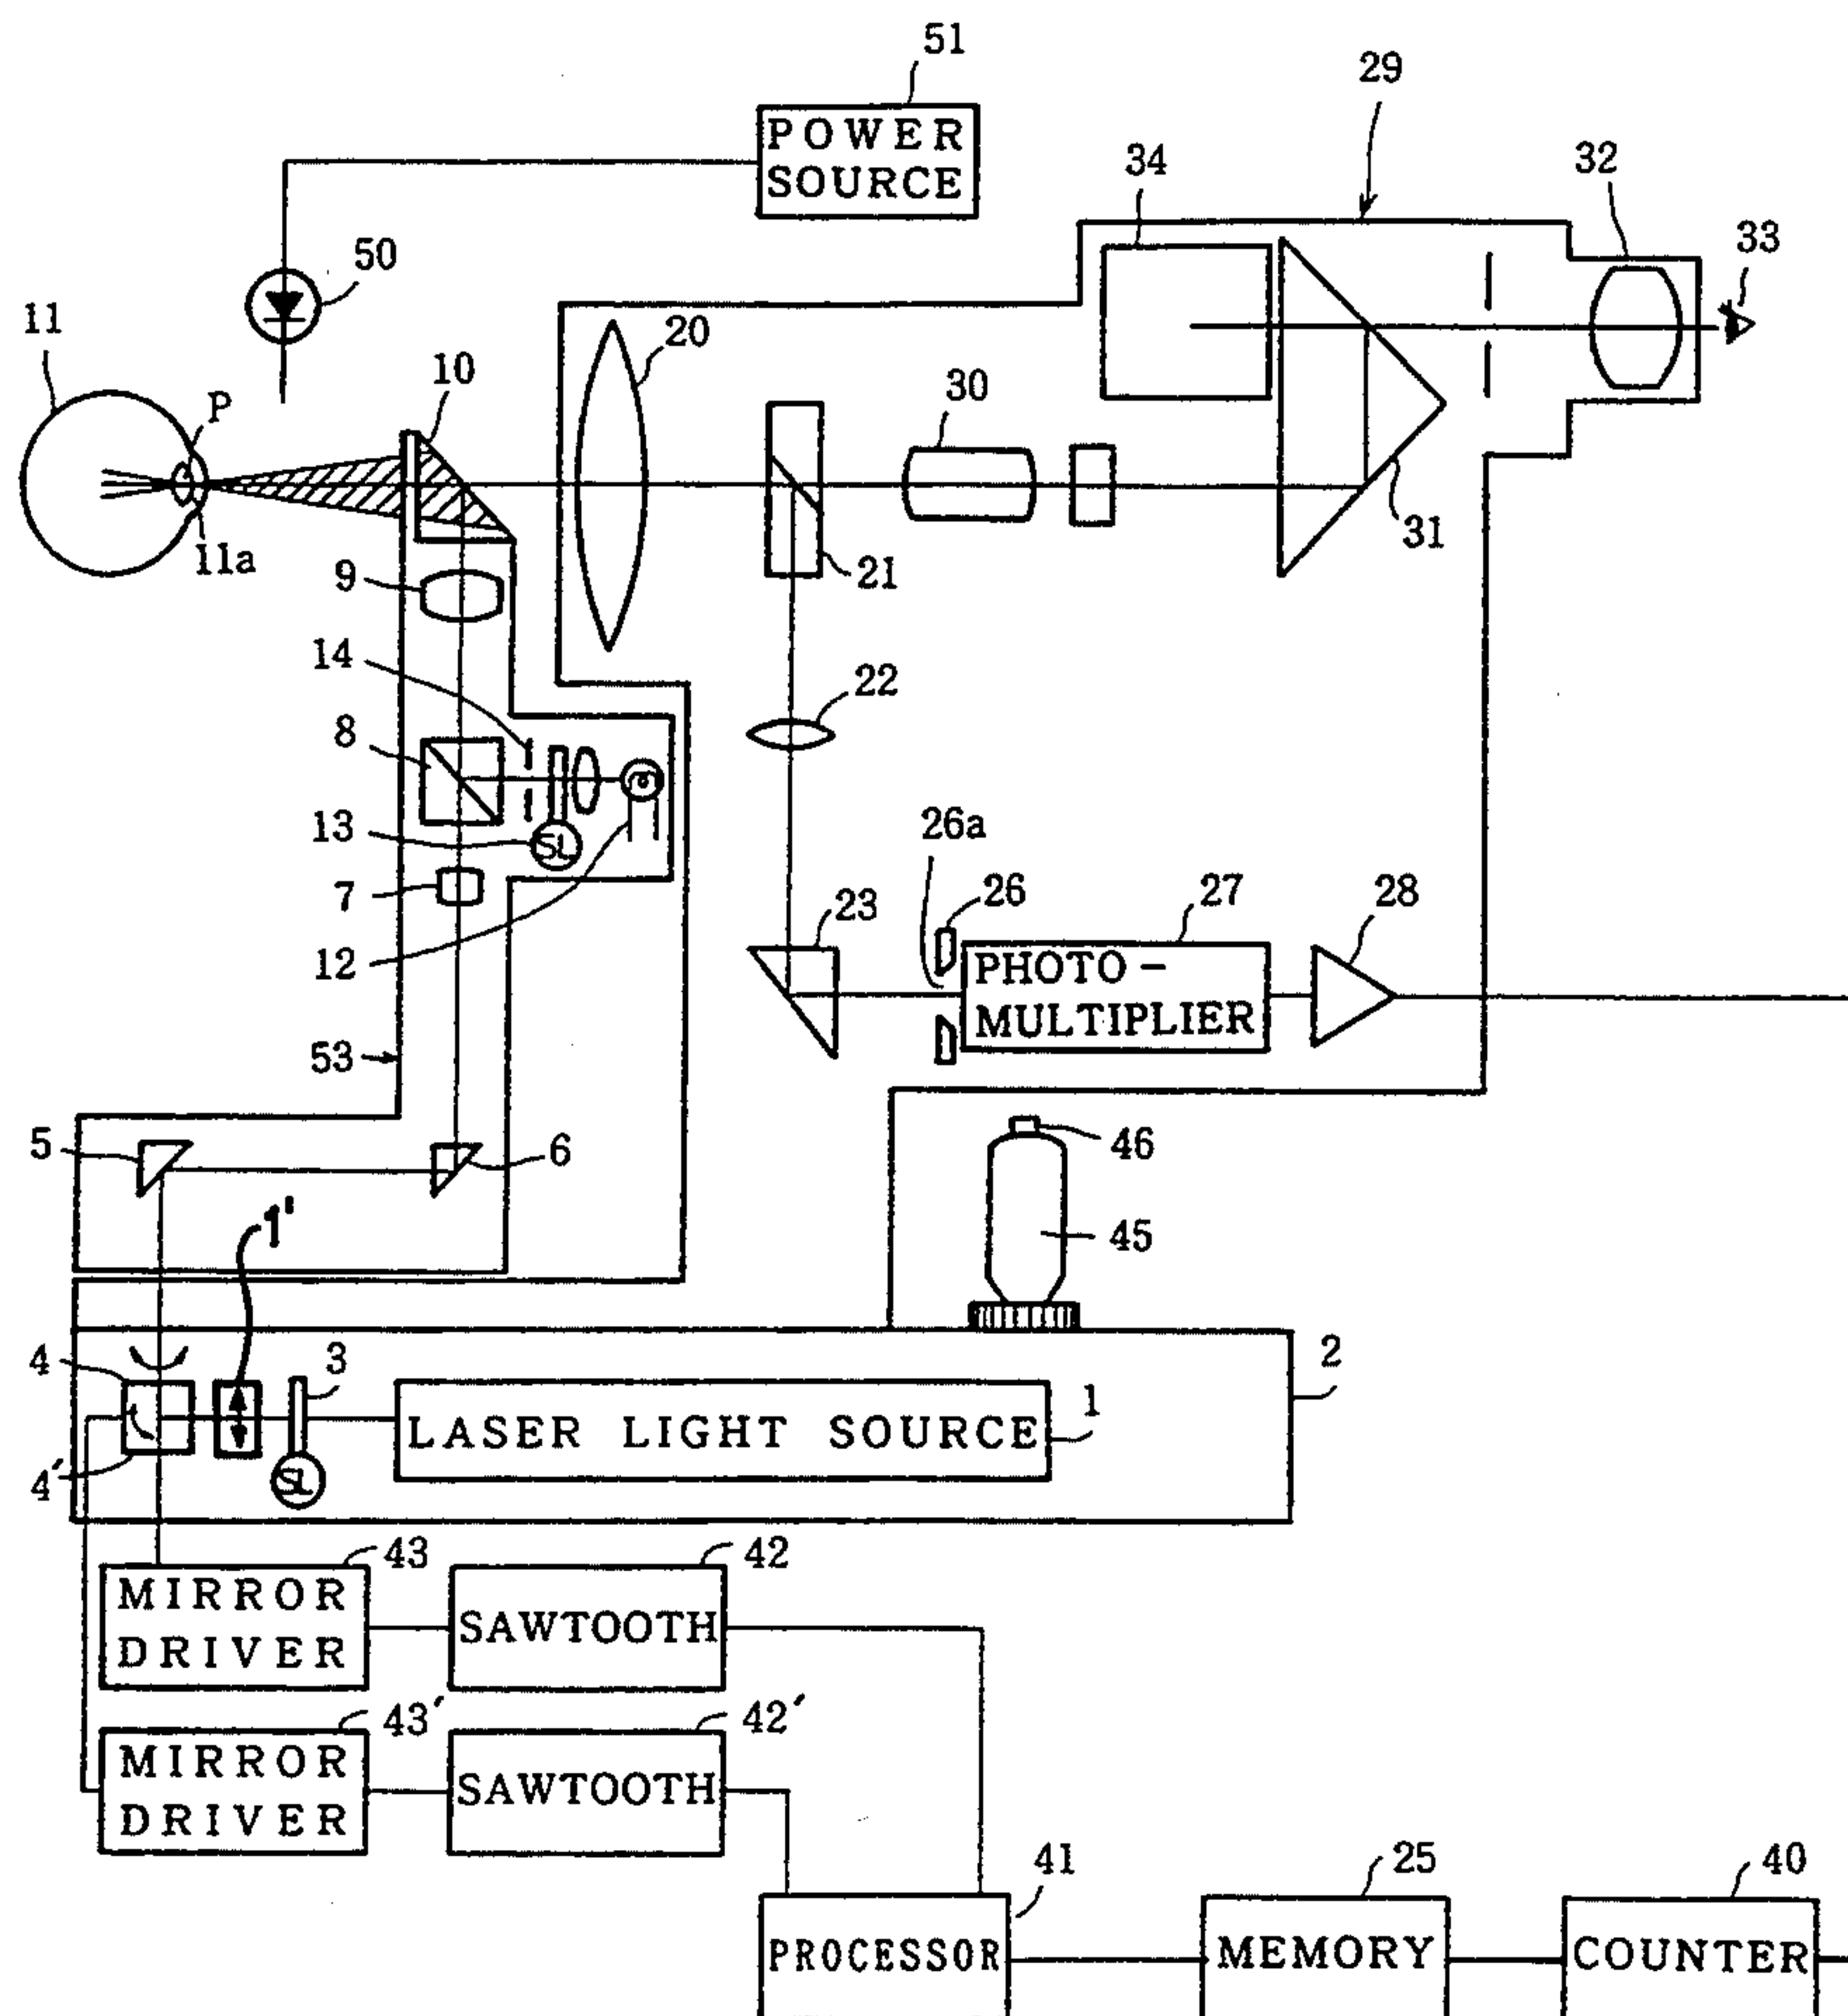 51
29
POWER
SOURCE
34
32
33
50
11
20
10
30
P
11a
21
31
9
14
22
8
13
26a
26
27
28
7
23
12
PHOTO-
MULTIPLIER
53
5
6
46
1'
45
4
3
2
1
LASER LIGHT SOURCE
4'
SL
SL
43
42
MIRROR
DRIVER
SAWTOOTH
43'
42'
MIRROR
DRIVER
SAWTOOTH
41
25
40
PROCESSOR
MEMORY
COUNTER